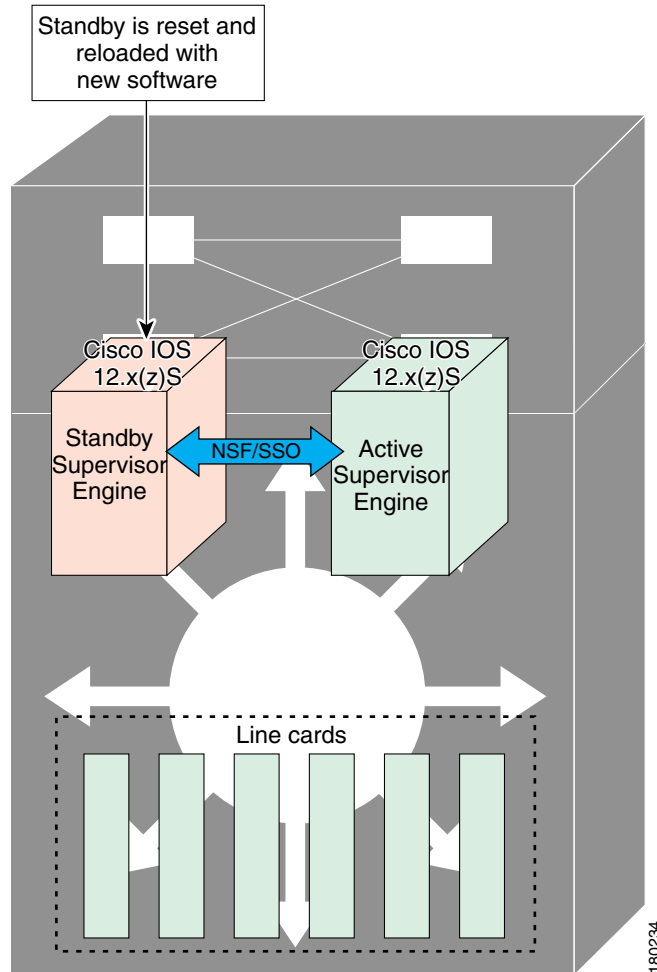 Standby is reset and
reloaded with
new software
Cisco IOS
12.x(z)S
Cisco IOS
12.x(z)S
Standby
Supervisor
Engine
NSF/SSO
Active
Supervisor
Engine
Line cards
180234